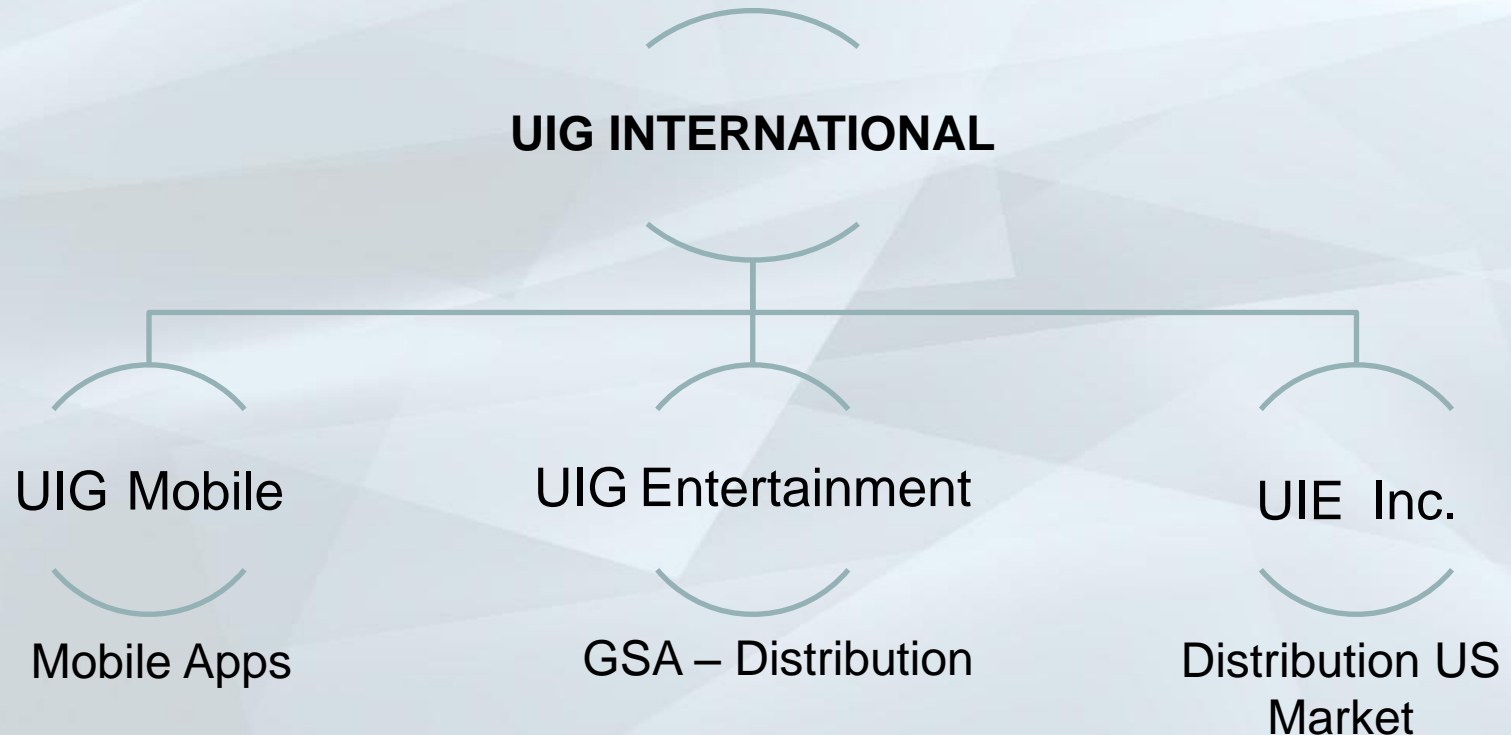 UIG INTERNATIONAL
UIG Mobile
UIG Entertainment
UIE Inc.
Mobile Apps
GSA – Distribution
Distribution US
Market